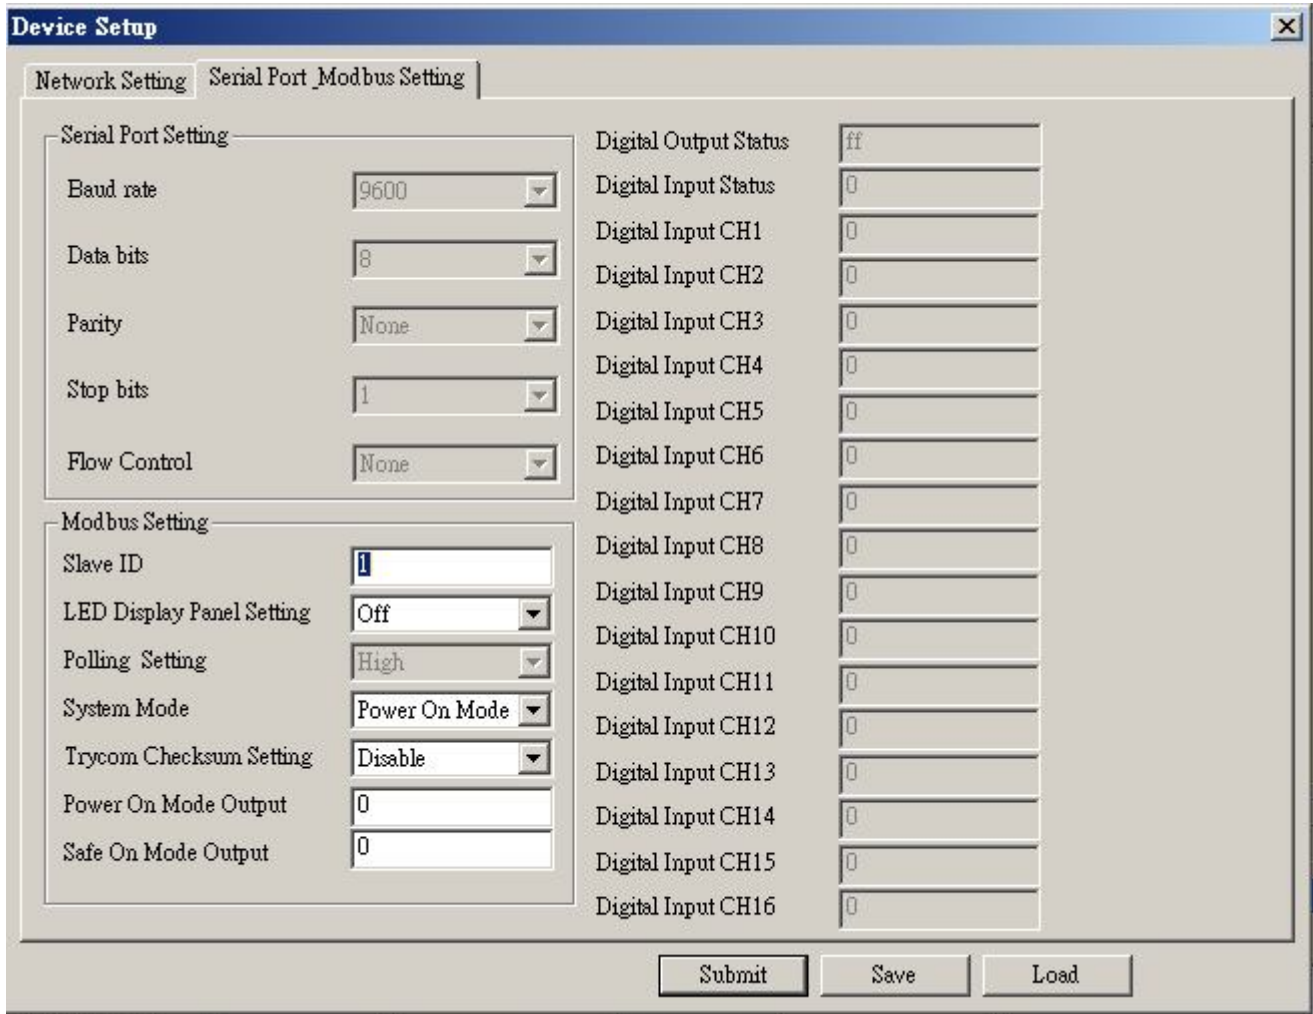 Device Setup
Network Setting Serial Port _Modbus Setting
Serial Port Setting
Baud rate 9600
Data bits 8
Parity None
Stop bits 1
Flow Control None
Modbus Setting
Slave ID 1
LED Display Panel Setting Off
Polling Setting High
System Mode Power On Mode
Trycom Checksum Setting Disable
Power On Mode Output 0
Safe On Mode Output 0
Digital Output Status ff
Digital Input Status 0
Digital Input CH1 0
Digital Input CH2 0
Digital Input CH3 0
Digital Input CH4 0
Digital Input CH5 0
Digital Input CH6 0
Digital Input CH7 0
Digital Input CH8 0
Digital Input CH9 0
Digital Input CH10 0
Digital Input CH11 0
Digital Input CH12 0
Digital Input CH13 0
Digital Input CH14 0
Digital Input CH15 0
Digital Input CH16 0
Submit Save Load